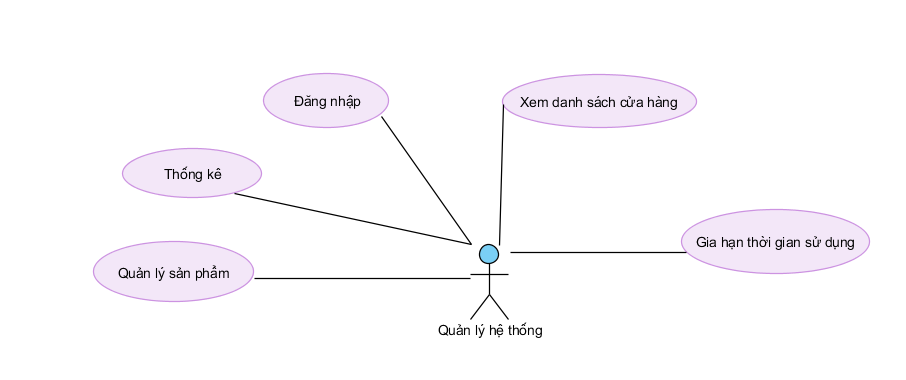 Đăng nhập
Xem danh sách cửa hàng
Thống kê
Gia hạn thời gian sử dụng
Quản lý sản phẩm
Quản lý hệ thống